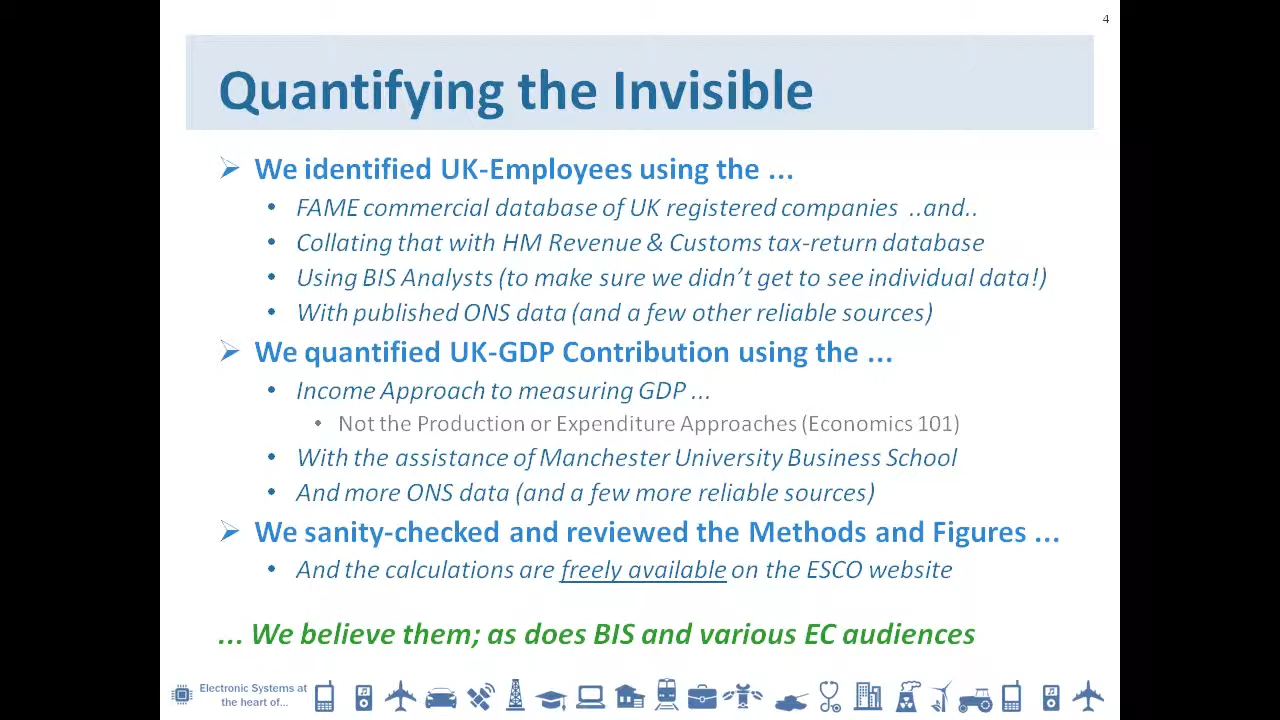 4
Quantifying the Invisible
➢ We identified UK-Employees using the ...
• FAME commercial database of UK registered companies ..and..
• Collating that with HM Revenue & Customs tax-return database
• Using BIS Analysts (to make sure we didn't get to see individual data!)
• With published ONS data (and a few other reliable sources)
➢ We quantified UK-GDP Contribution using the ...
• Income Approach to measuring GDP ...
• Not the Production or Expenditure Approaches (Economics 101)
• With the assistance of Manchester University Business School
• And more ONS data (and a few more reliable sources)
➢ We sanity-checked and reviewed the Methods and Figures ...
• And the calculations are freely available on the ESCO website
... We believe them; as does BIS and various EC audiences
Electronic Systems at
the heart of...